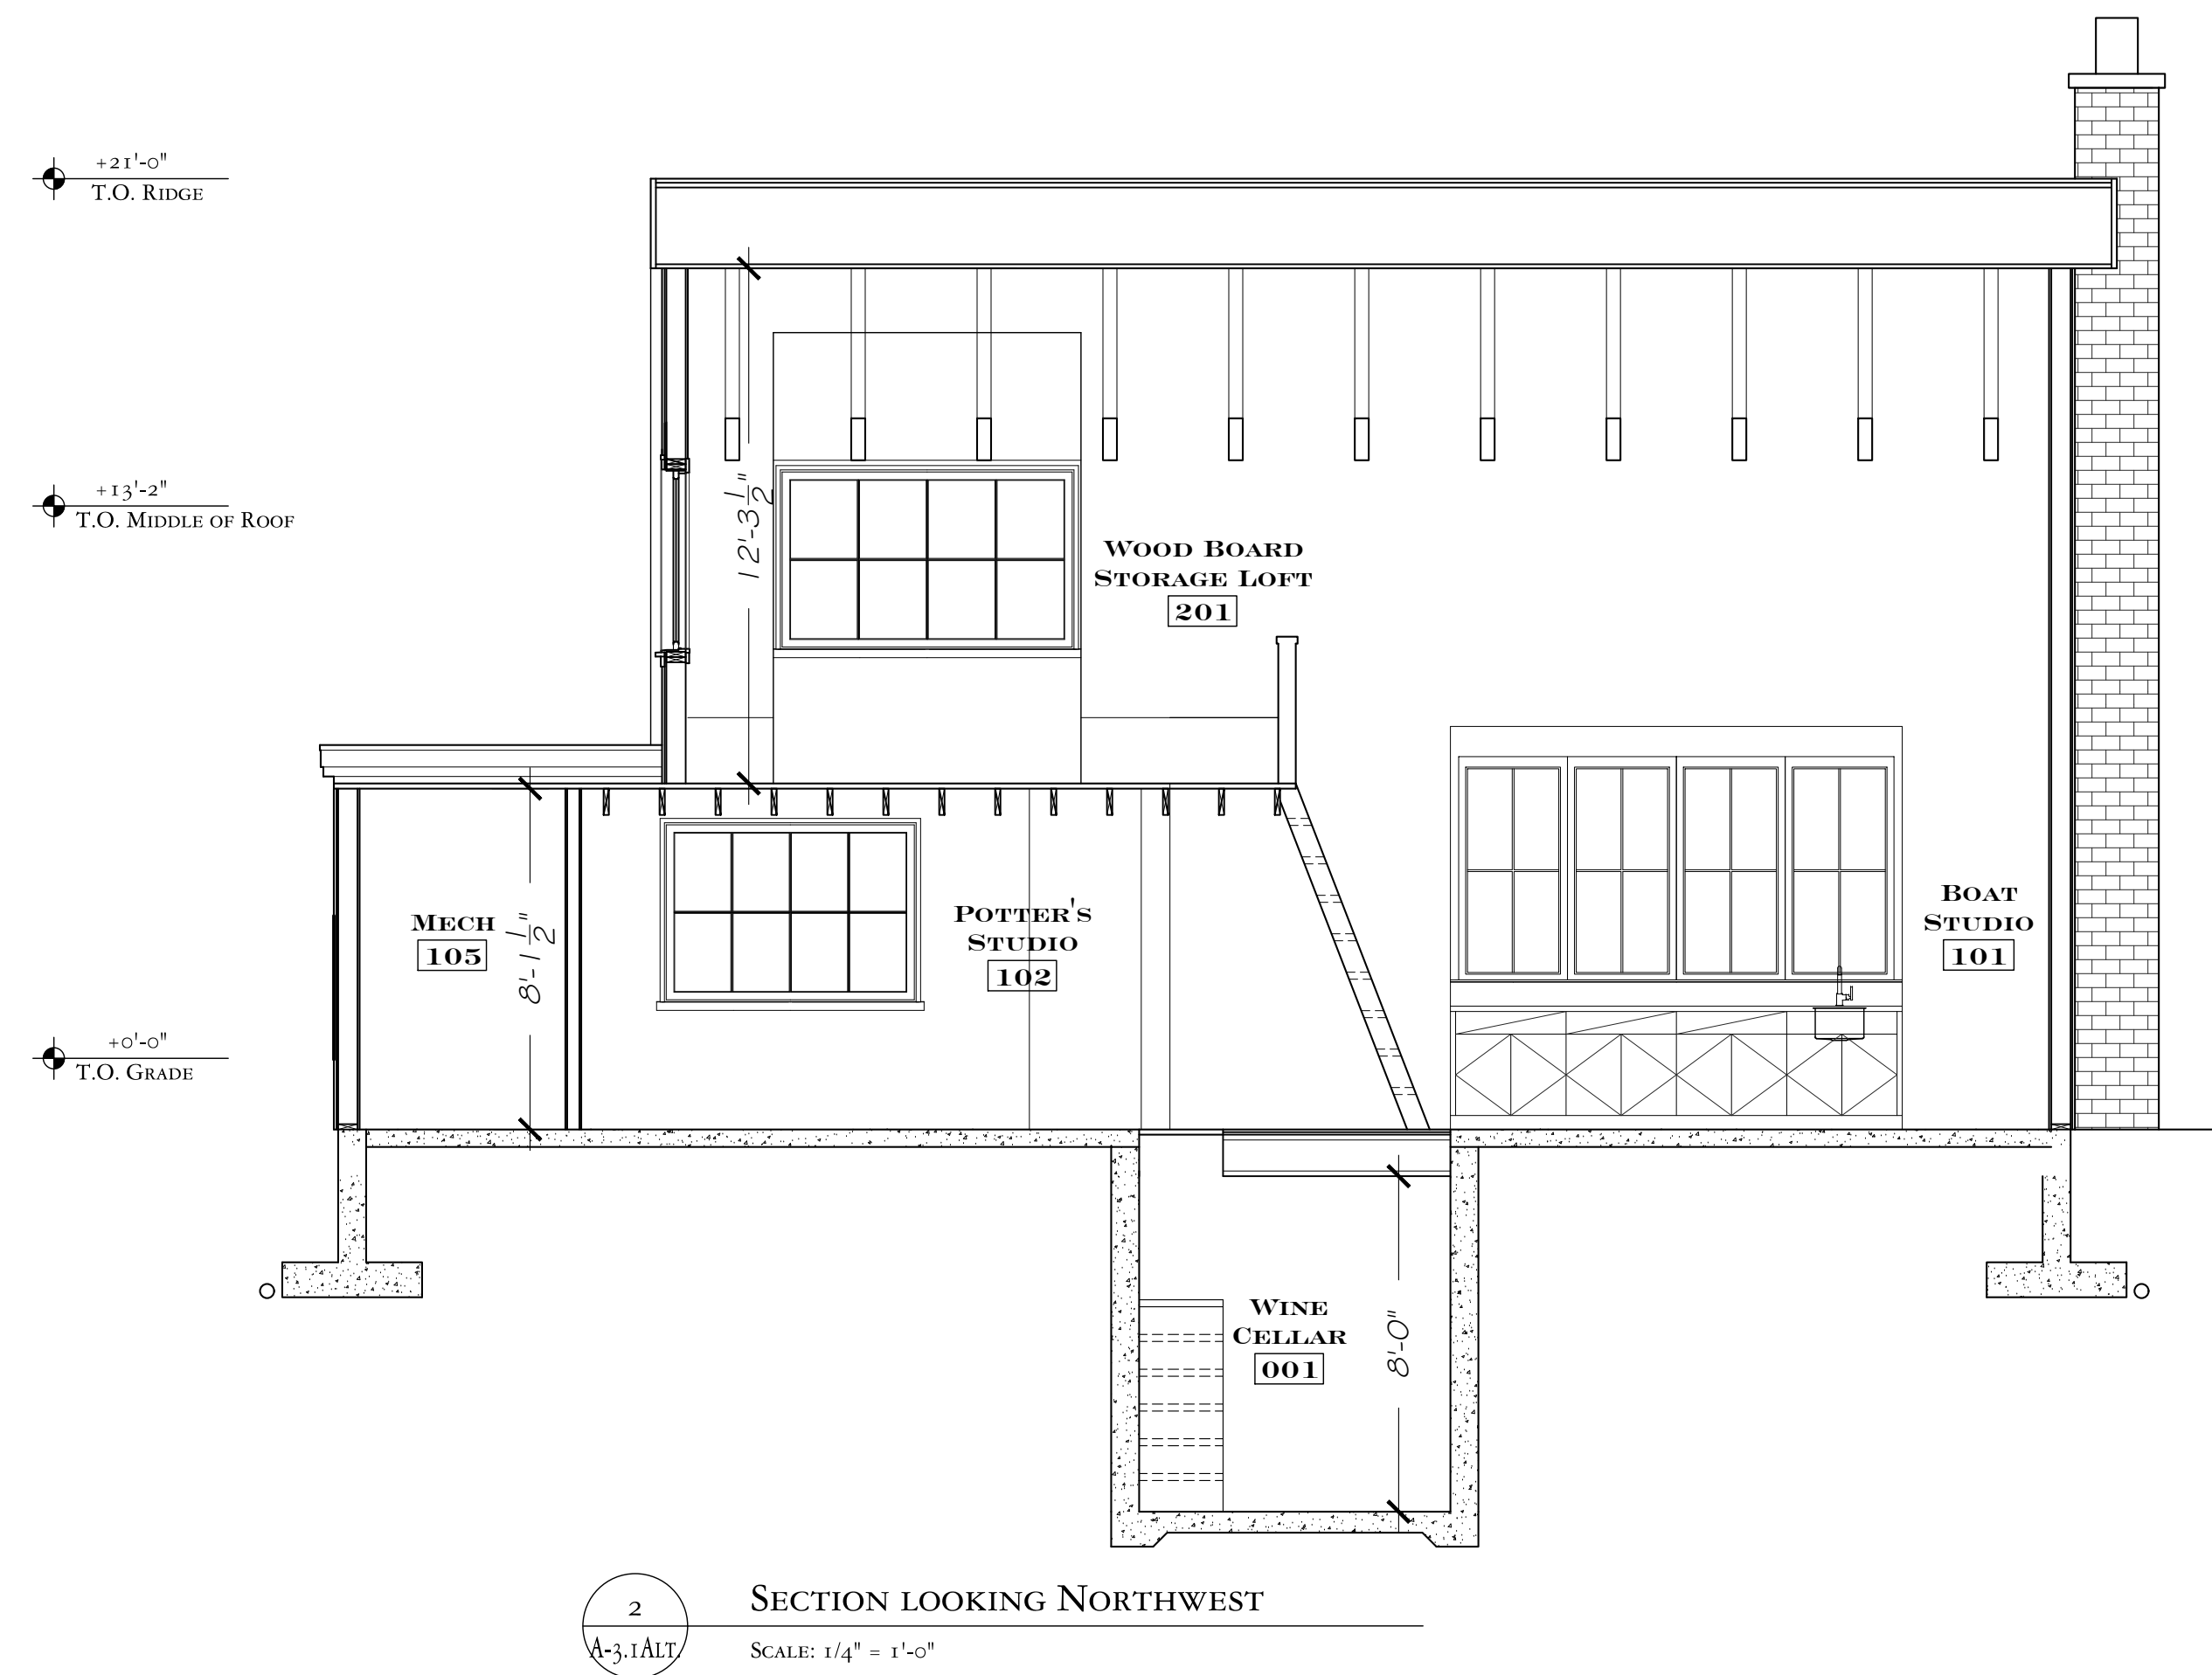 +21'-0"
T.O. Ridge
+13'-2"
T.O. Middle of Roof
12'-3 1/2"
Wood Board
Storage Loft
201
Mech
105
8'-1 1/2"
Potter's
Studio
102
Boat
Studio
101
+0'-0"
T.O. Grade
Wine
Cellar
001
8'-0"
2
A-3.1Alt.
Section looking Northwest
Scale: 1/4" = 1'-0"